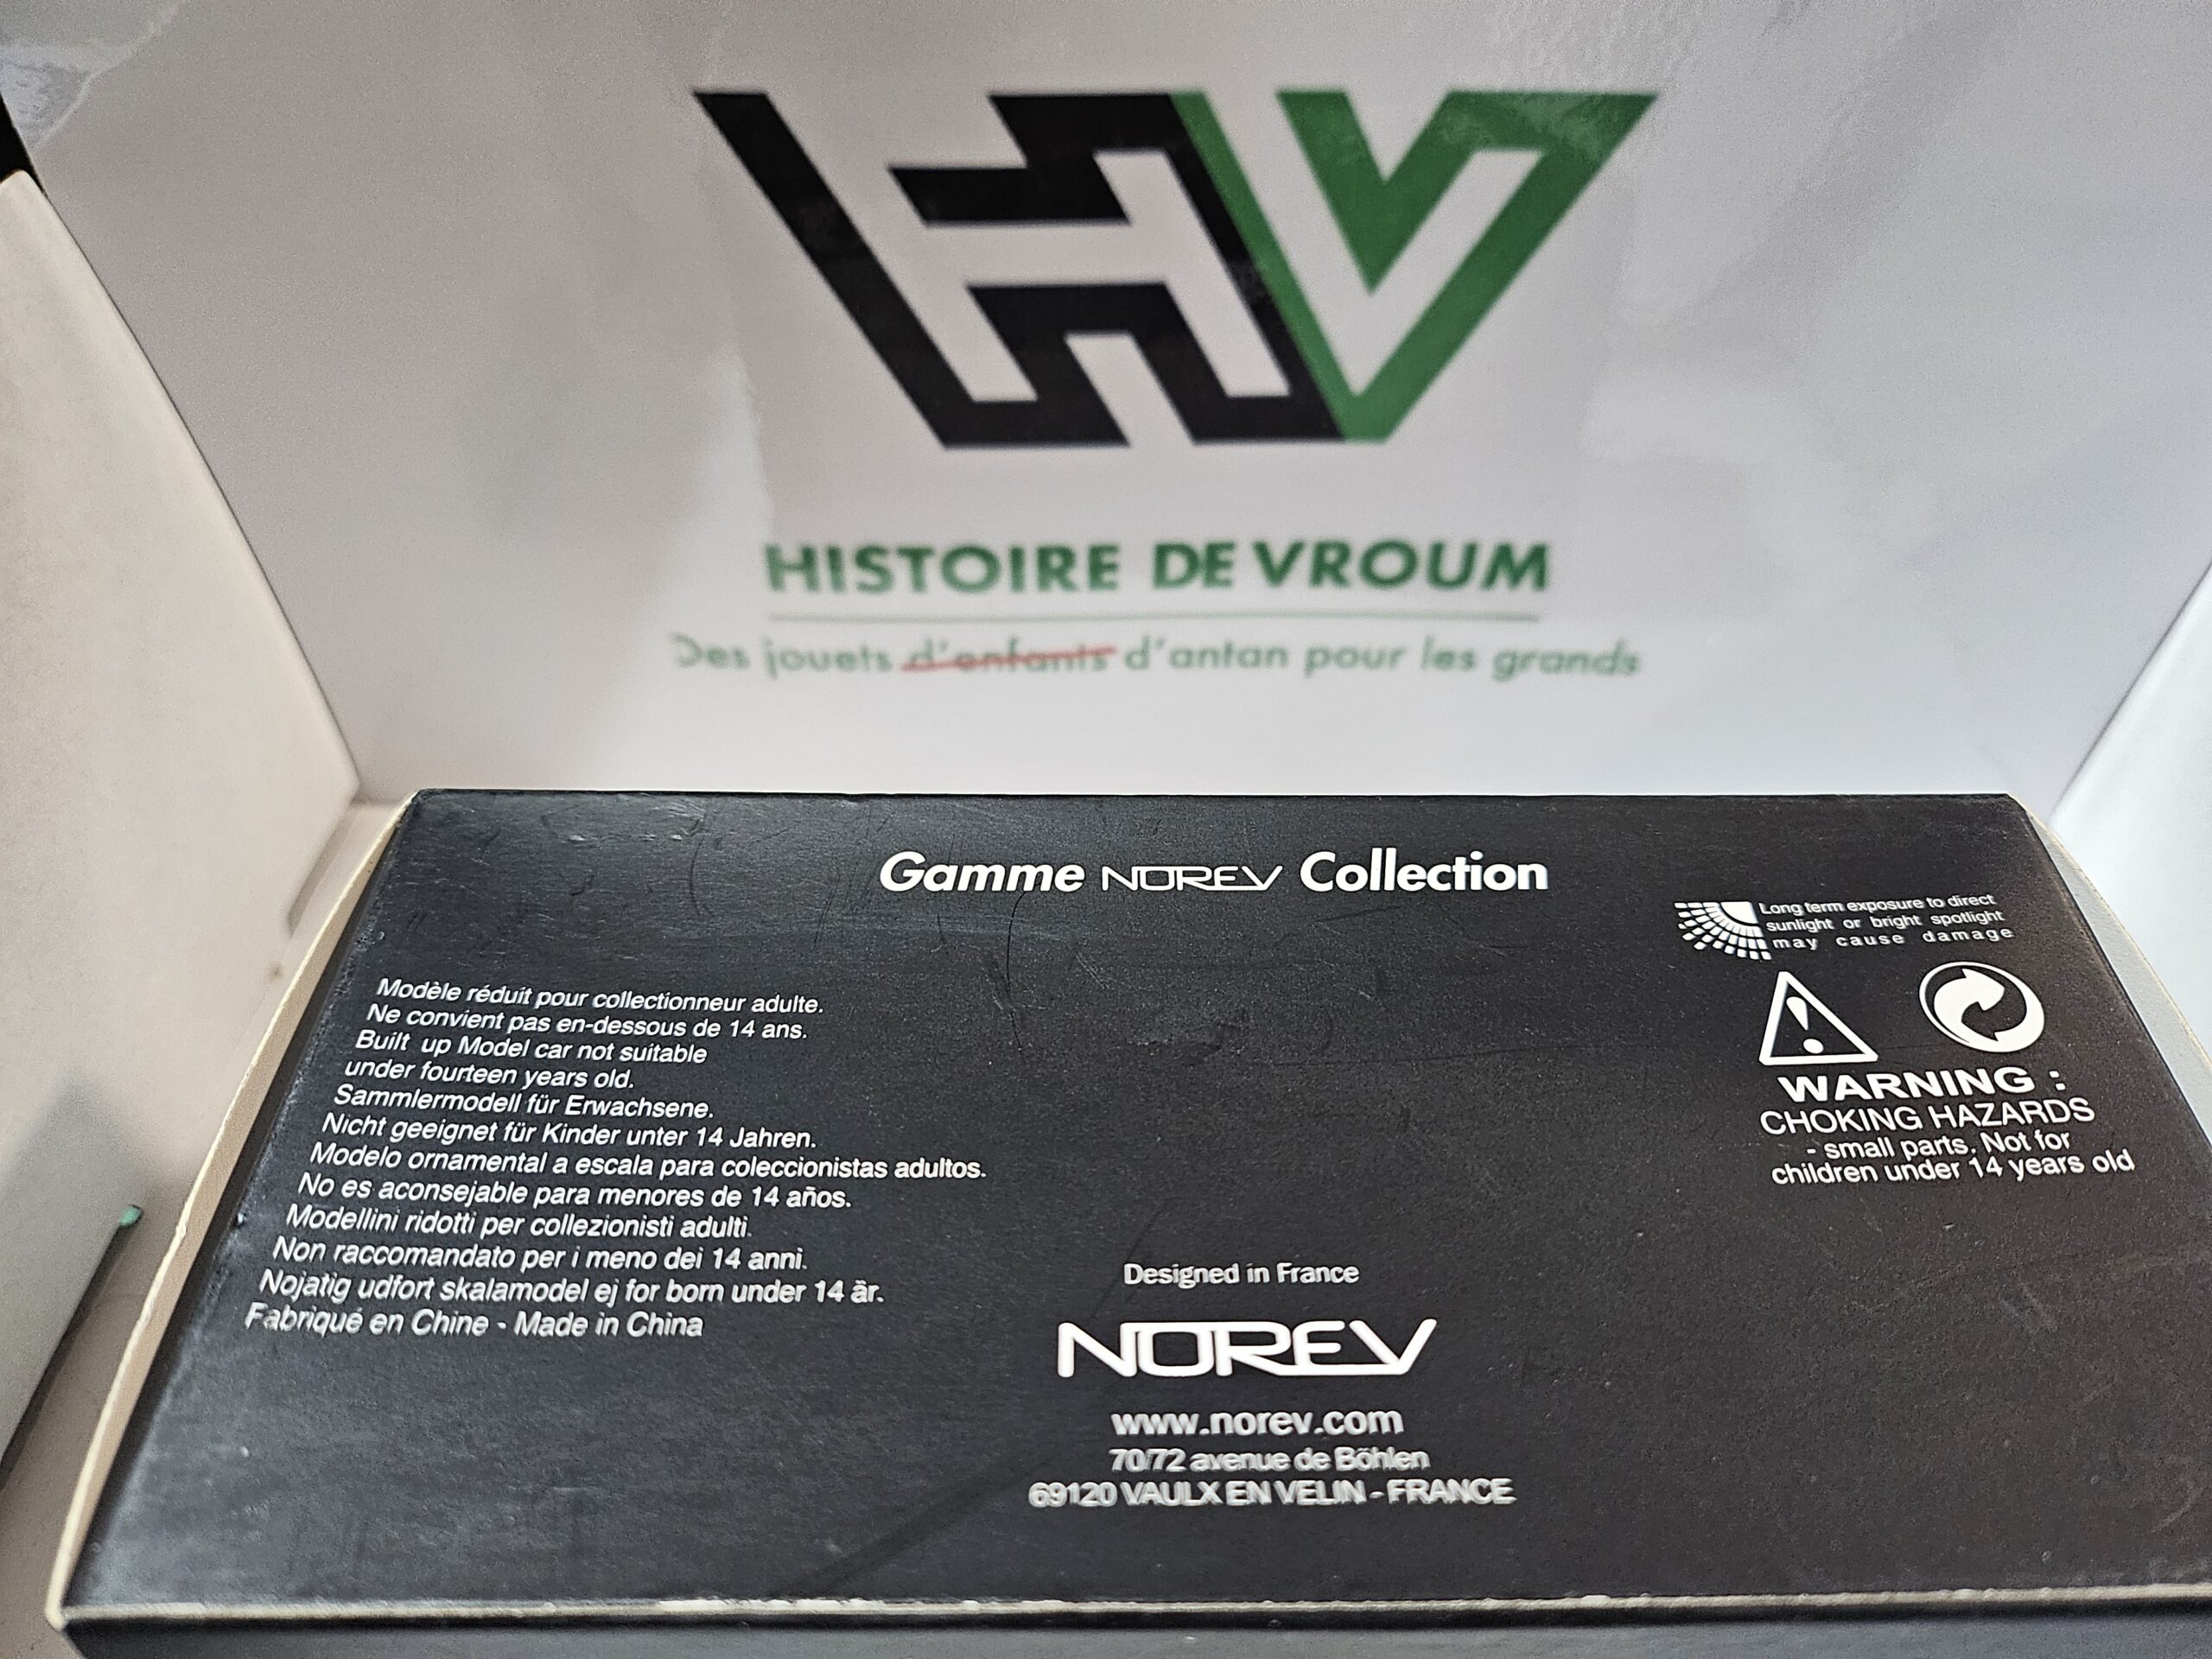 HV
HISTOIRE DE VROUM
Des jouets d'enfants d'antan pour les grands
Gamme NOREV Collection
Long term exposure to direct
sunlight or bright spotlight
may cause damage
Modèle réduit pour collectionneur adulte.
Ne convient pas en-dessous de 14 ans.
Built up Model car not suitable
under fourteen years old.
Sammlermodell für Erwachsene.
Nicht geeignet für Kinder unter 14 Jahren.
Modelo ornamental a escala para coleccionistas adultos.
No es aconsejable para menores de 14 años.
Modellini ridotti per collezionisti adulti.
Non raccomandato per i meno dei 14 anni.
Nojatig udfort skalamodel ej for born under 14 är.
Fabriqué en Chine - Made in China
WARNING :
CHOKING HAZARDS
- small parts. Not for
children under 14 years old
Designed in France
NOREV
www.norev.com
70/72 avenue de Böhlen
69120 VAULX EN VELIN - FRANCE